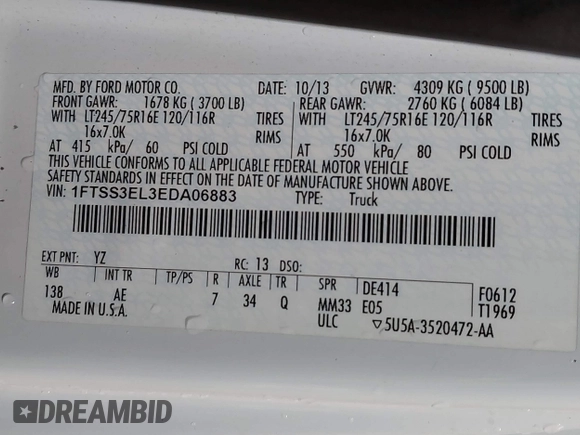 MFD. BY FORD MOTOR CO.
DATE: 10/13 GVWR: 4309 KG ( 9500 LB)
FRONT GAWR: 1678 KG ( 3700 LB)
REAR GAWR: 2760 KG ( 6084 LB)
WITH LT245/75R16E 120/116R TIRES
WITH LT245/75R16E 120/116R TIRES
16x7.0K RIMS
16x7.0K RIMS
AT 415 kPa/ 60 PSI COLD
AT 550 kPa/ 80 PSI COLD
THIS VEHICLE CONFORMS TO ALL APPLICABLE FEDERAL MOTOR VEHICLE
SAFETY STANDARDS IN EFFECT ON THE DATE OF MANUFACTURE SHOWN ABOVE.
VIN: 1FTSS3EL3EDA06883
TYPE: Truck
EXT PNT: YZ RC: 13 DSO:
WB INT TR TP/PS R AXLE TR SPR DE414 F0612
138 AE 7 34 Q MM33 E05 T1969
MADE IN U.S.A. ULC ▽5U5A-3520472-AA
DREAMBID